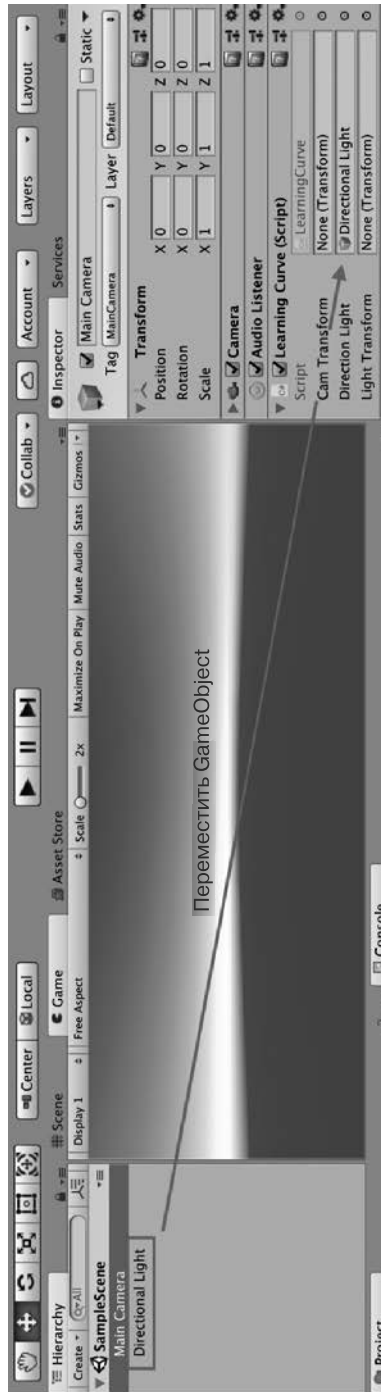 Center Local
Collab Account Layers Layout
Hierarchy
Create All
SampleScene
Main Camera
Directional Light
Scene Game Asset Store
Display 1 Free Aspect Scale 2x Maximize On Play Mute Audio Stats Gizmos
Переместить GameObject
Inspector Services
Main Camera Static
Tag MainCamera Layer Default
Transform
Position X 0 Y 0 Z 0
Rotation X 0 Y 0 Z 0
Scale X 1 Y 1 Z 1
Camera
Audio Listener
Learning Curve (Script)
Script LearningCurve
Cam Transform None (Transform)
Direction Light Directional Light
Light Transform None (Transform)
Project Console